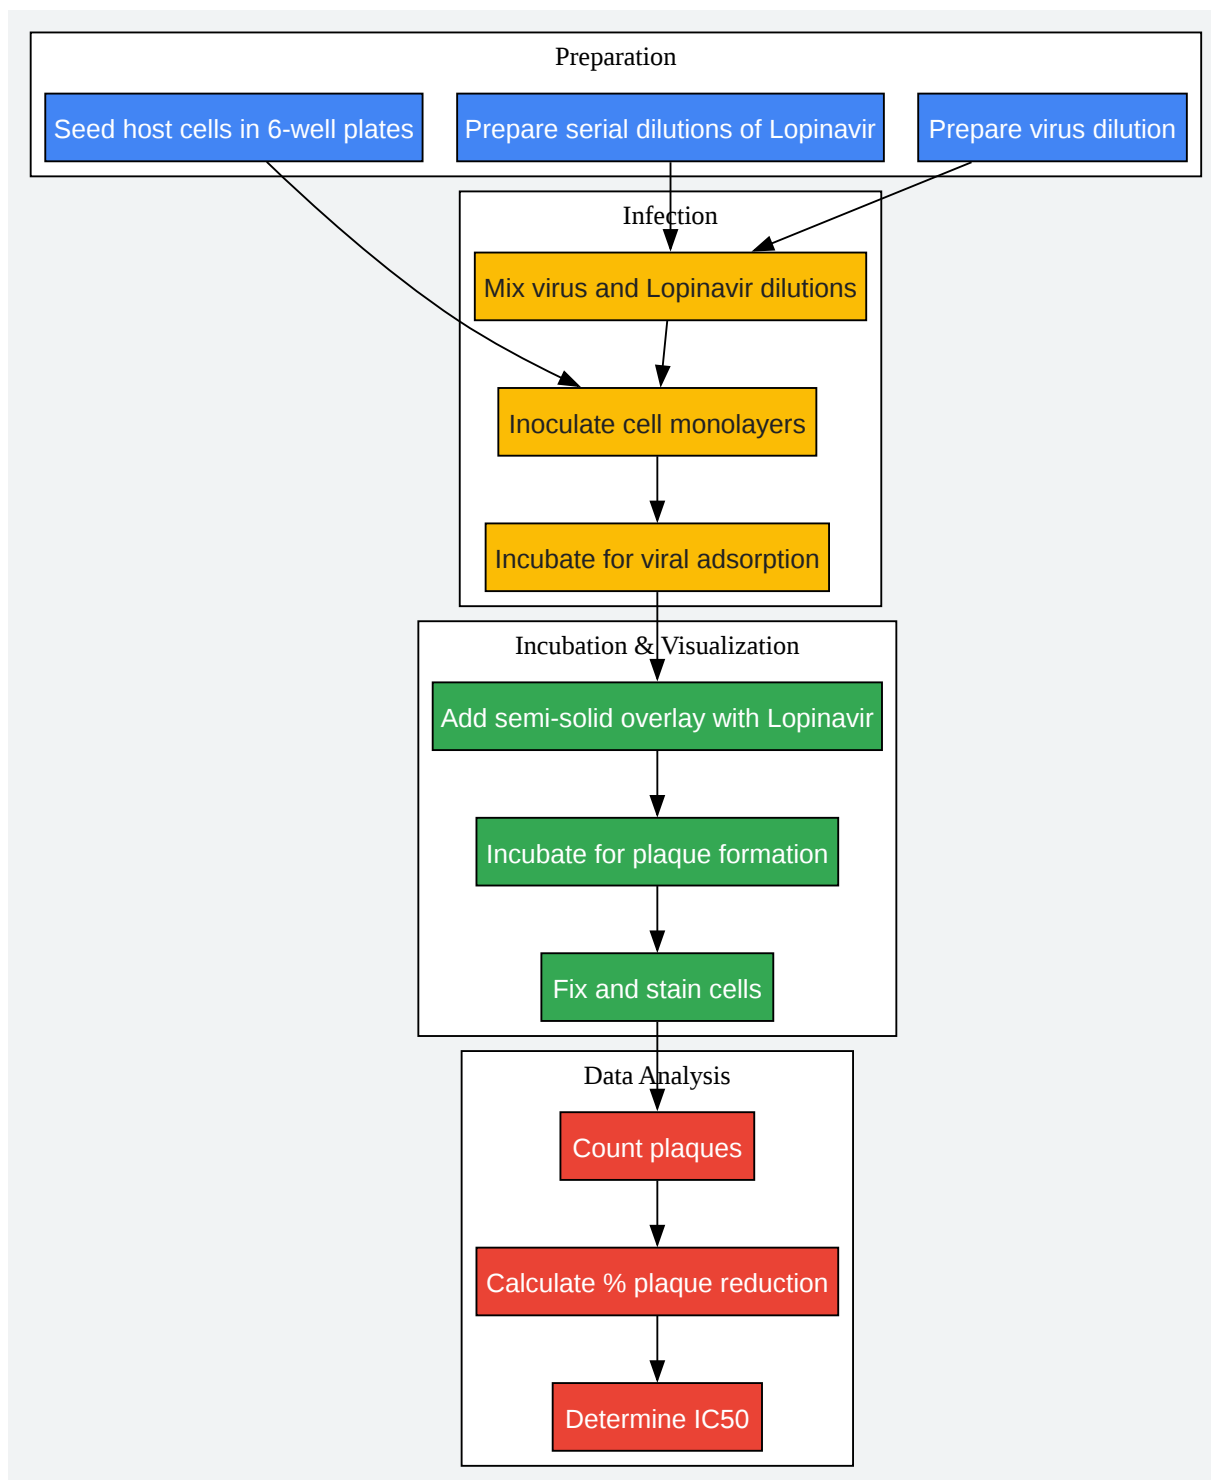 Preparation
Seed host cells in 6-well plates
Prepare serial dilutions of Lopinavir
Prepare virus dilution
Infection
Mix virus and Lopinavir dilutions
Inoculate cell monolayers
Incubate for viral adsorption
Incubation & Visualization
Add semi-solid overlay with Lopinavir
Incubate for plaque formation
Fix and stain cells
Data Analysis
Count plaques
Calculate % plaque reduction
Determine IC50